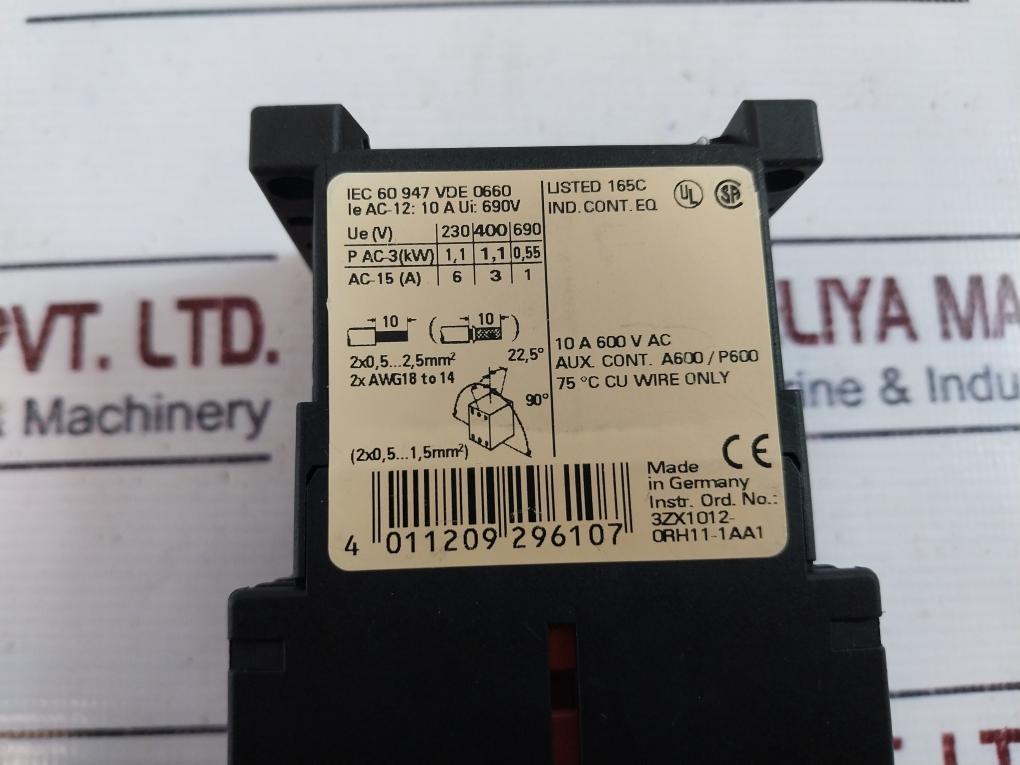 IEC 60 947 VDE 0660
Ie AC-12: 10 A Ui: 690V
Ue (V) 230 400 690
P AC-3(kW) 1,1 1,1 0,55
AC-15 (A) 6 3 1
10 ( 10 )
2x0,5...2,5mm²
2x AWG18 to 14
22,5°
90°
(2x0,5...1,5mm²)
LISTED 165C
IND.CONT.EQ.
UL SA
10 A 600 V AC
AUX. CONT. A600 / P600
75 °C CU WIRE ONLY
CE
Made
in Germany
Instr. Ord. No.:
3ZX1012-
0RH11-1AA1
4 011209 296107
PVT. LTD.
& Machinery
LIYA MA
ine & Indu